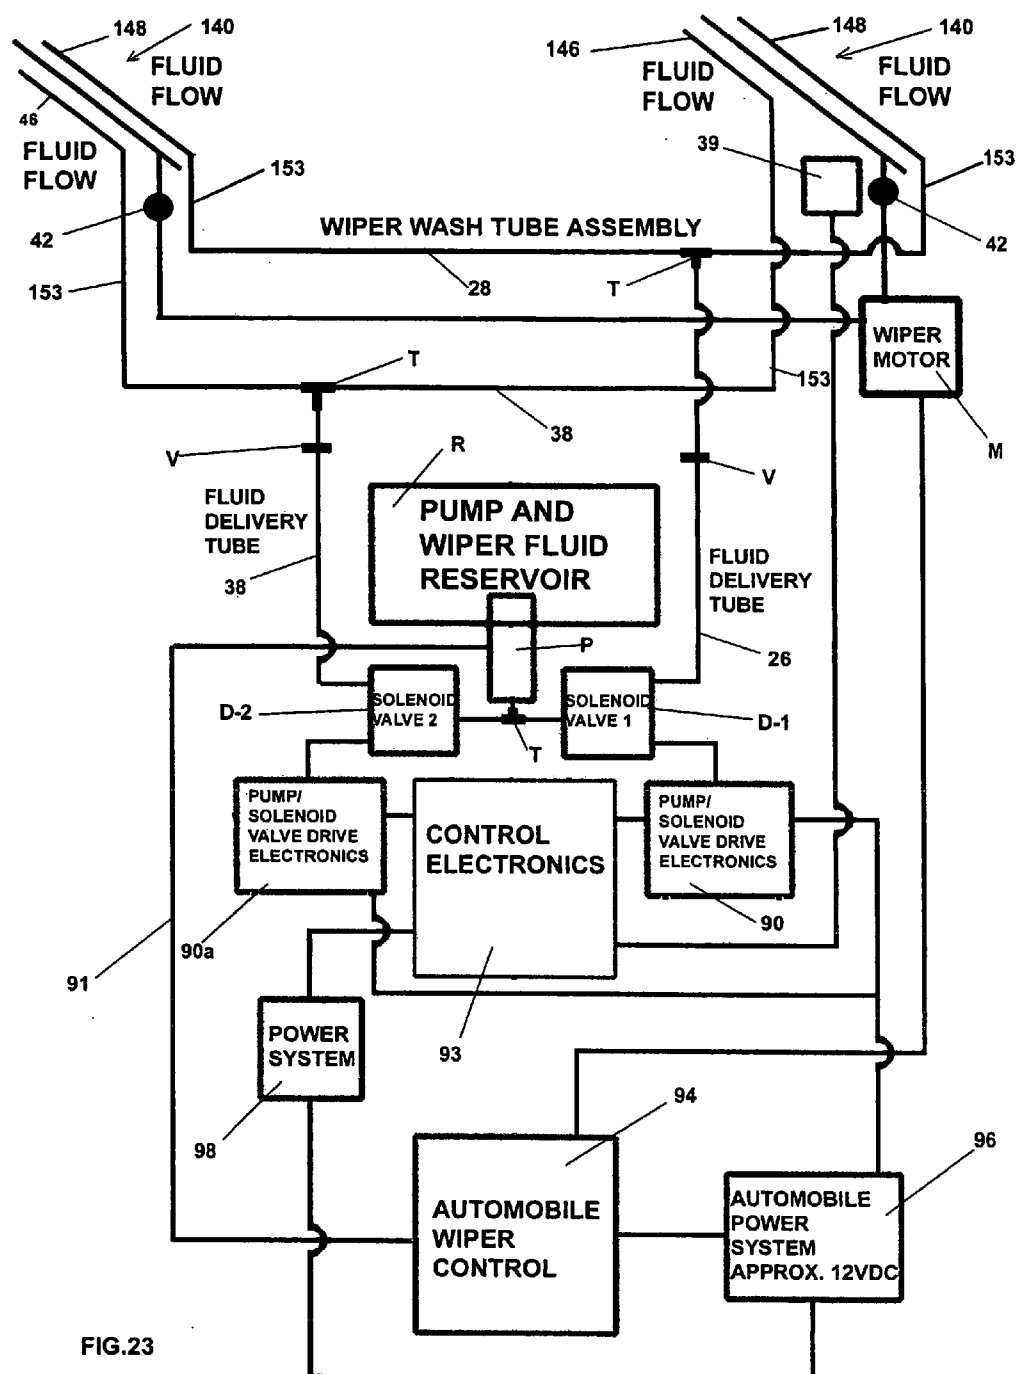 148
140
FLUID
FLOW
46
FLUID
FLOW
42
153
153
146
148
140
FLUID
FLOW
FLUID
FLOW
39
153
42
WIPER WASH TUBE ASSEMBLY
28
T
WIPER
MOTOR
M
T
38
153
V
R
V
FLUID
DELIVERY
TUBE
38
PUMP AND
WIPER FLUID
RESERVOIR
FLUID
DELIVERY
TUBE
P
26
D-2
SOLENOID
VALVE 2
SOLENOID
VALVE 1
D-1
T
PUMP/
SOLENOID
VALVE DRIVE
ELECTRONICS
CONTROL
ELECTRONICS
PUMP/
SOLENOID
VALVE DRIVE
ELECTRONICS
90a
90
91
POWER
SYSTEM
93
98
94
96
AUTOMOBILE
WIPER
CONTROL
AUTOMOBILE
POWER
SYSTEM
APPROX. 12VDC
FIG.23